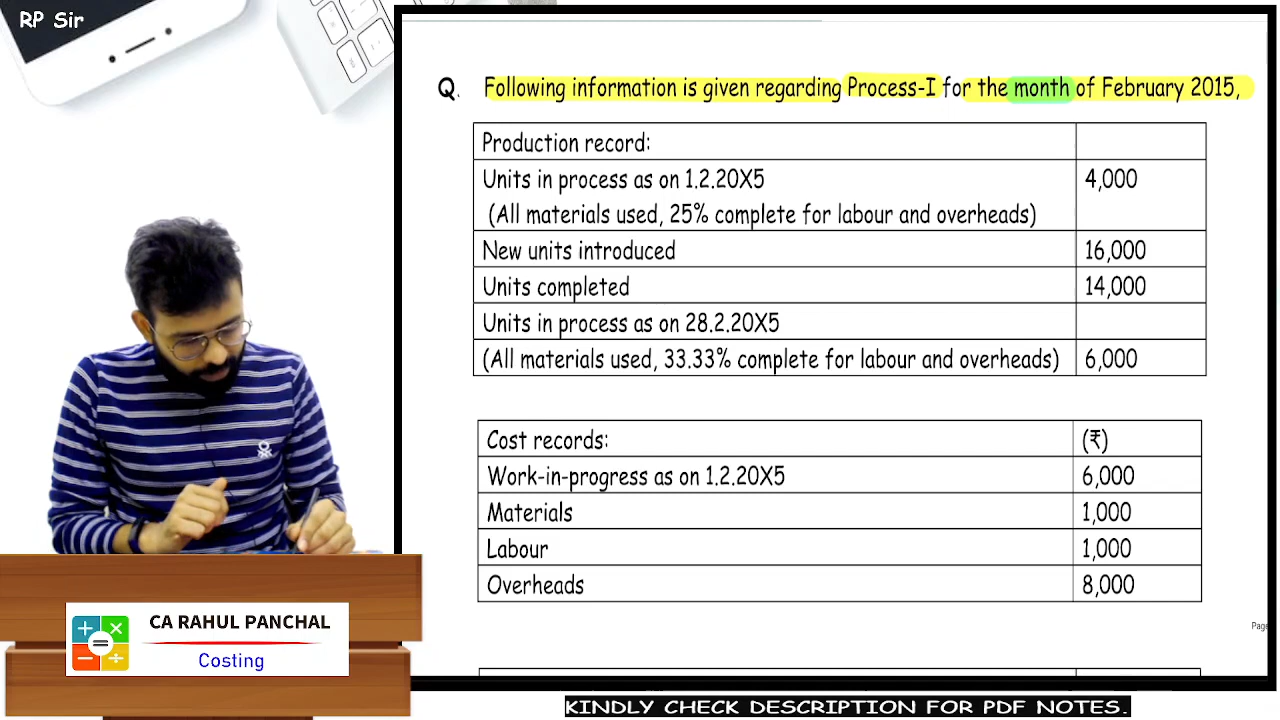 RP Sir
Q. Following information is given regarding Process-I for the month of February 2015,
Production record:
Units in process as on 1.2.20X5 4,000
(All materials used, 25% complete for labour and overheads)
New units introduced 16,000
Units completed 14,000
Units in process as on 28.2.20X5
(All materials used, 33.33% complete for labour and overheads) 6,000
Cost records: (₹)
Work-in-progress as on 1.2.20X5 6,000
Materials 1,000
Labour 1,000
Overheads 8,000
Page
CA RAHUL PANCHAL
Costing
KINDLY CHECK DESCRIPTION FOR PDF NOTES.